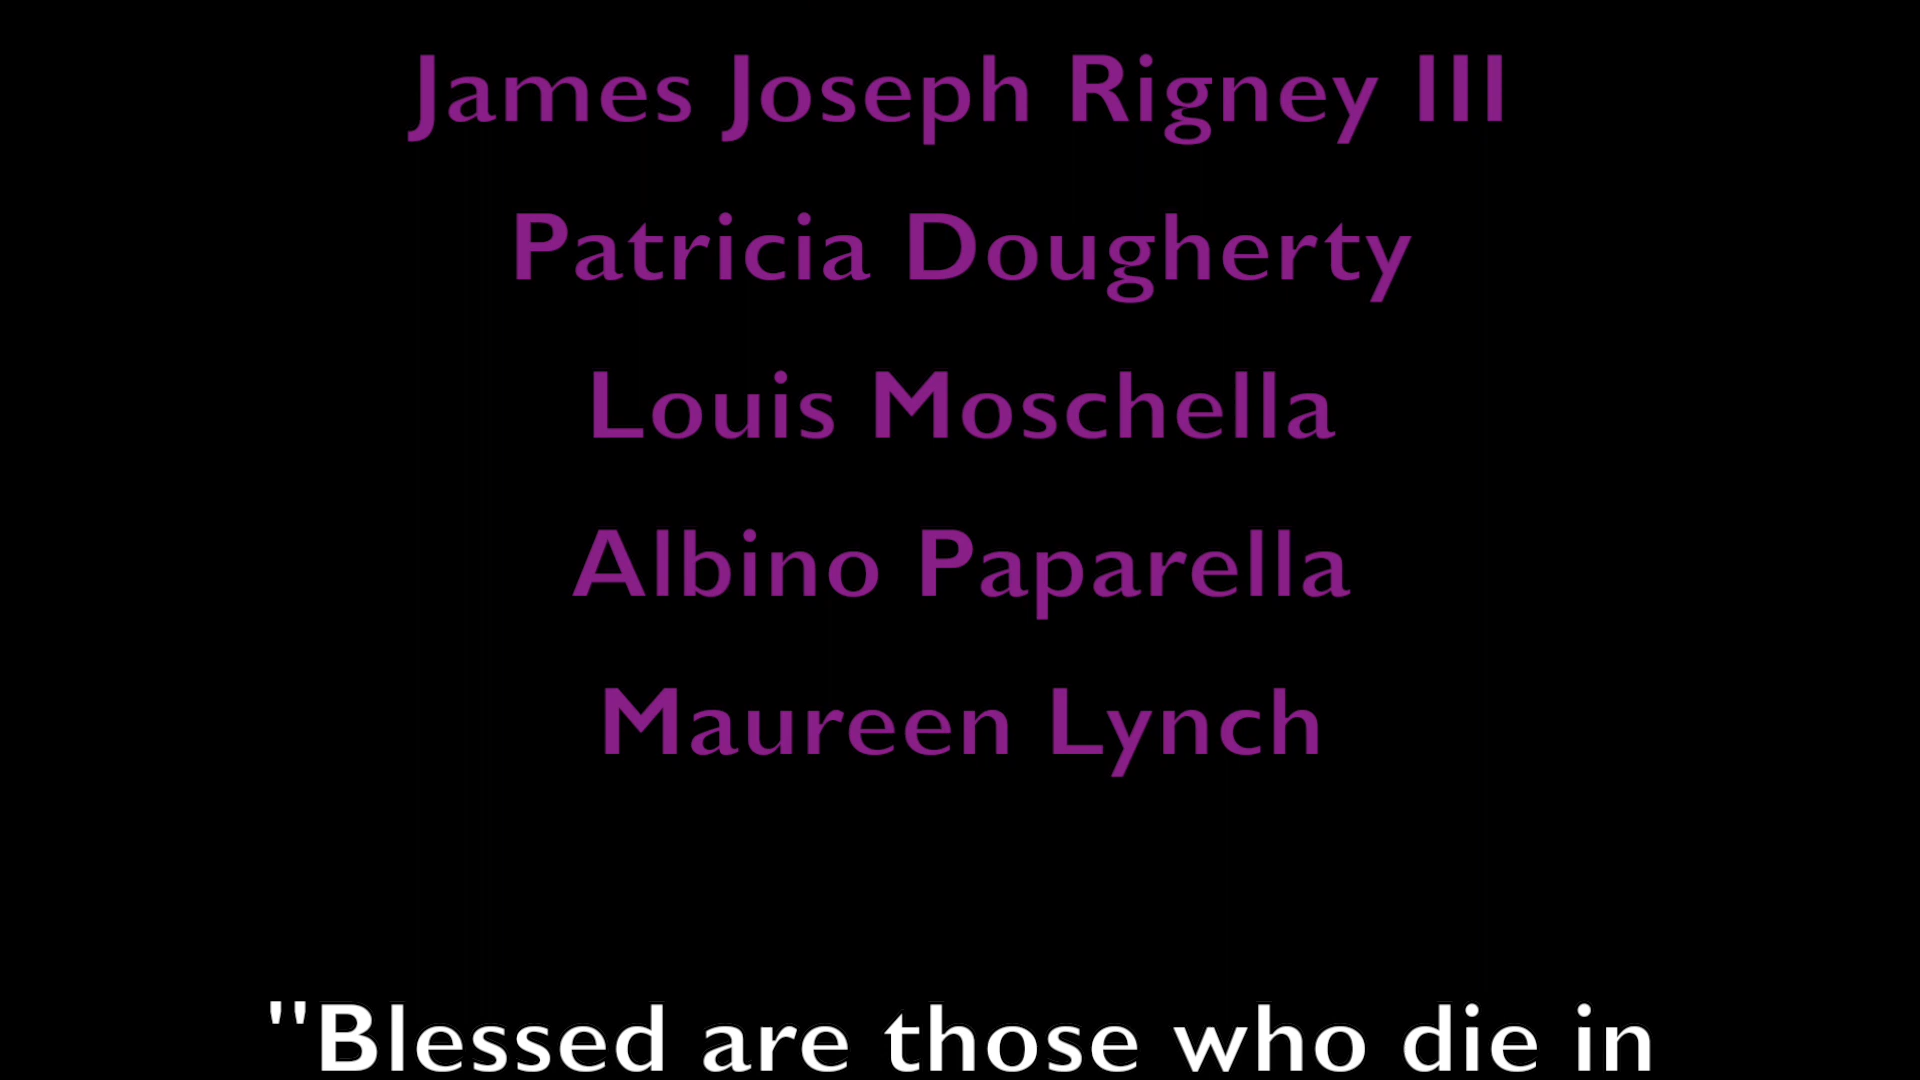 James Joseph Rigney III
Patricia Dougherty
Louis Moschella
Albino Paparella
Maureen Lynch
"Blessed are those who die in